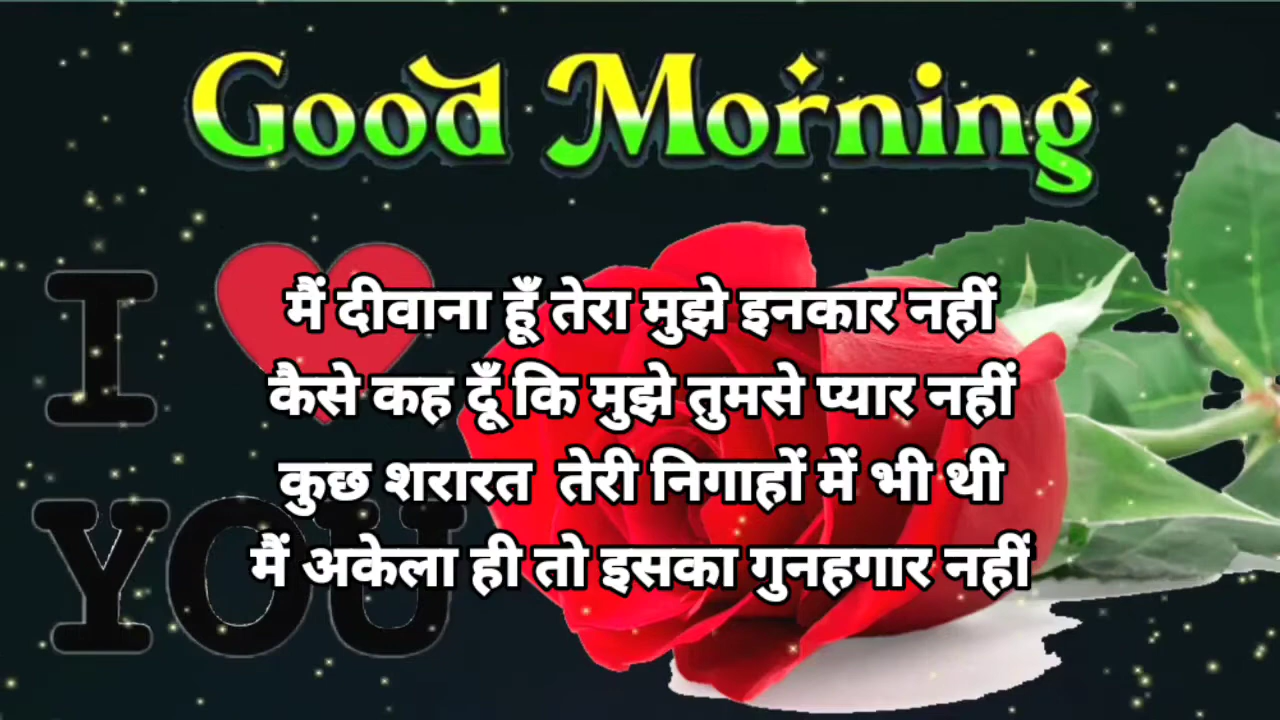 Good Morning
I ❤
YOU
मैं दीवाना हूँ तेरा मुझे इनकार नहीं
कैसे कह दूँ कि मुझे तुमसे प्यार नहीं
कुछ शरारत तेरी निगाहों में भी थी
मैं अकेला ही तो इसका गुनहगार नहीं